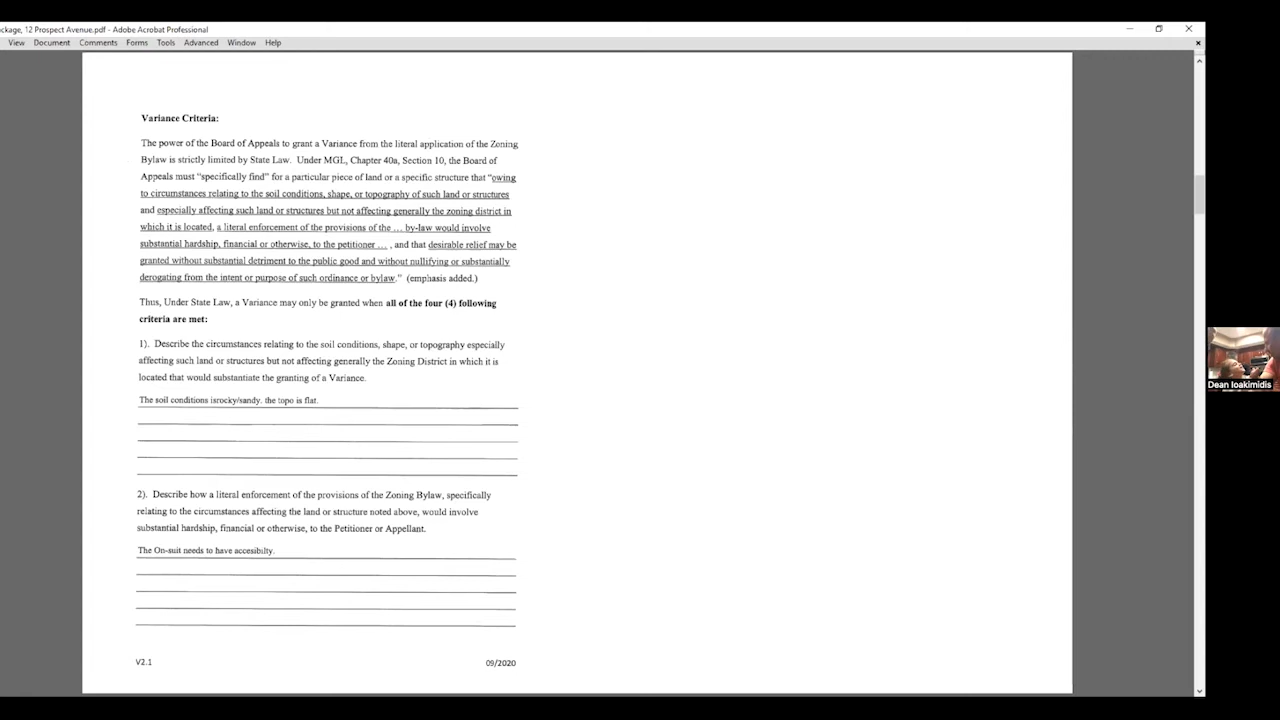 ckage, 12 Prospect Avenue.pdf - Adobe Acrobat Professional
View Document Comments Forms Tools Advanced Window Help
Variance Criteria:
The power of the Board of Appeals to grant a Variance from the literal application of the Zoning
Bylaw is strictly limited by State Law. Under MGL, Chapter 40a, Section 10, the Board of
Appeals must "specifically find" for a particular piece of land or a specific structure that "owing
to circumstances relating to the soil conditions, shape, or topography of such land or structures
and especially affecting such land or structures but not affecting generally the zoning district in
which it is located, a literal enforcement of the provisions of the ... by-law would involve
substantial hardship, financial or otherwise, to the petitioner ... , and that desirable relief may be
granted without substantial detriment to the public good and without nullifying or substantially
derogating from the intent or purpose of such ordinance or bylaw." (emphasis added.)
Thus, Under State Law, a Variance may only be granted when all of the four (4) following
criteria are met:
1). Describe the circumstances relating to the soil conditions, shape, or topography especially
affecting such land or structures but not affecting generally the Zoning District in which it is
located that would substantiate the granting of a Variance.
The soil conditions isrocky/sandy. the topo is flat.
2). Describe how a literal enforcement of the provisions of the Zoning Bylaw, specifically
relating to the circumstances affecting the land or structure noted above, would involve
substantial hardship, financial or otherwise, to the Petitioner or Appellant.
The On-suit needs to have accesibilty.
V2.1 09/2020
Dean Ioakimidis